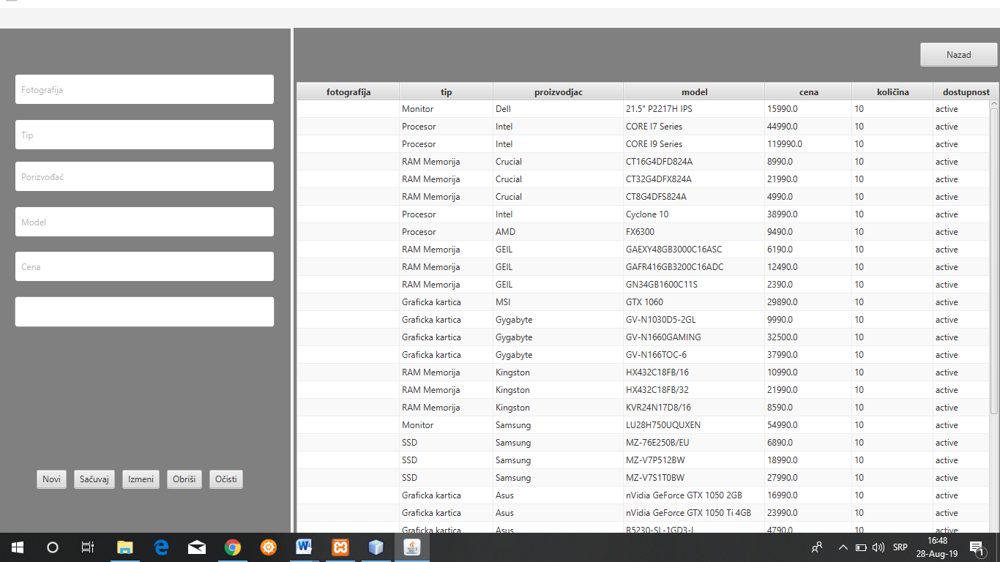 Fotografija
Tip
Porizvođač
Model
Cena
Novi Sačuvaj Izmeni Obriši Očisti
Nazad
fotografija tip proizvodjac model cena količina dostupnost
Monitor Dell 21.5" P2217H IPS 15990.0 10 active
Procesor Intel CORE I7 Series 44990.0 10 active
Procesor Intel CORE I9 Series 119990.0 10 active
RAM Memorija Crucial CT16G4DFD824A 8990.0 10 active
RAM Memorija Crucial CT32G4DFX824A 21990.0 10 active
RAM Memorija Crucial CT8G4DFS824A 4990.0 10 active
Procesor Intel Cyclone 10 38990.0 10 active
Procesor AMD FX6300 9490.0 10 active
RAM Memorija GEIL GAEXY48GB3000C16ASC 6190.0 10 active
RAM Memorija GEIL GAFR416GB3200C16ADC 12490.0 10 active
RAM Memorija GEIL GN34GB1600C11S 2390.0 10 active
Graficka kartica MSI GTX 1060 29890.0 10 active
Graficka kartica Gygabyte GV-N1030D5-2GL 9990.0 10 active
Graficka kartica Gygabyte GV-N1660GAMING 32500.0 10 active
Graficka kartica Gygabyte GV-N166TOC-6 37990.0 10 active
RAM Memorija Kingston HX432C18FB/16 10990.0 10 active
RAM Memorija Kingston HX432C18FB/32 21990.0 10 active
RAM Memorija Kingston KVR24N17D8/16 8590.0 10 active
Monitor Samsung LU28H750UQUXEN 54990.0 10 active
SSD Samsung MZ-76E250B/EU 6890.0 10 active
SSD Samsung MZ-V7P512BW 18990.0 10 active
SSD Samsung MZ-V7S1T0BW 27990.0 10 active
Graficka kartica Asus nVidia GeForce GTX 1050 2GB 16990.0 10 active
Graficka kartica Asus nVidia GeForce GTX 1050 Ti 4GB 23990.0 10 active
Graficka kartica Asus R5230-SL-1GD3-L 4790.0 10 active
SRP 16:48
28-Aug-19 1